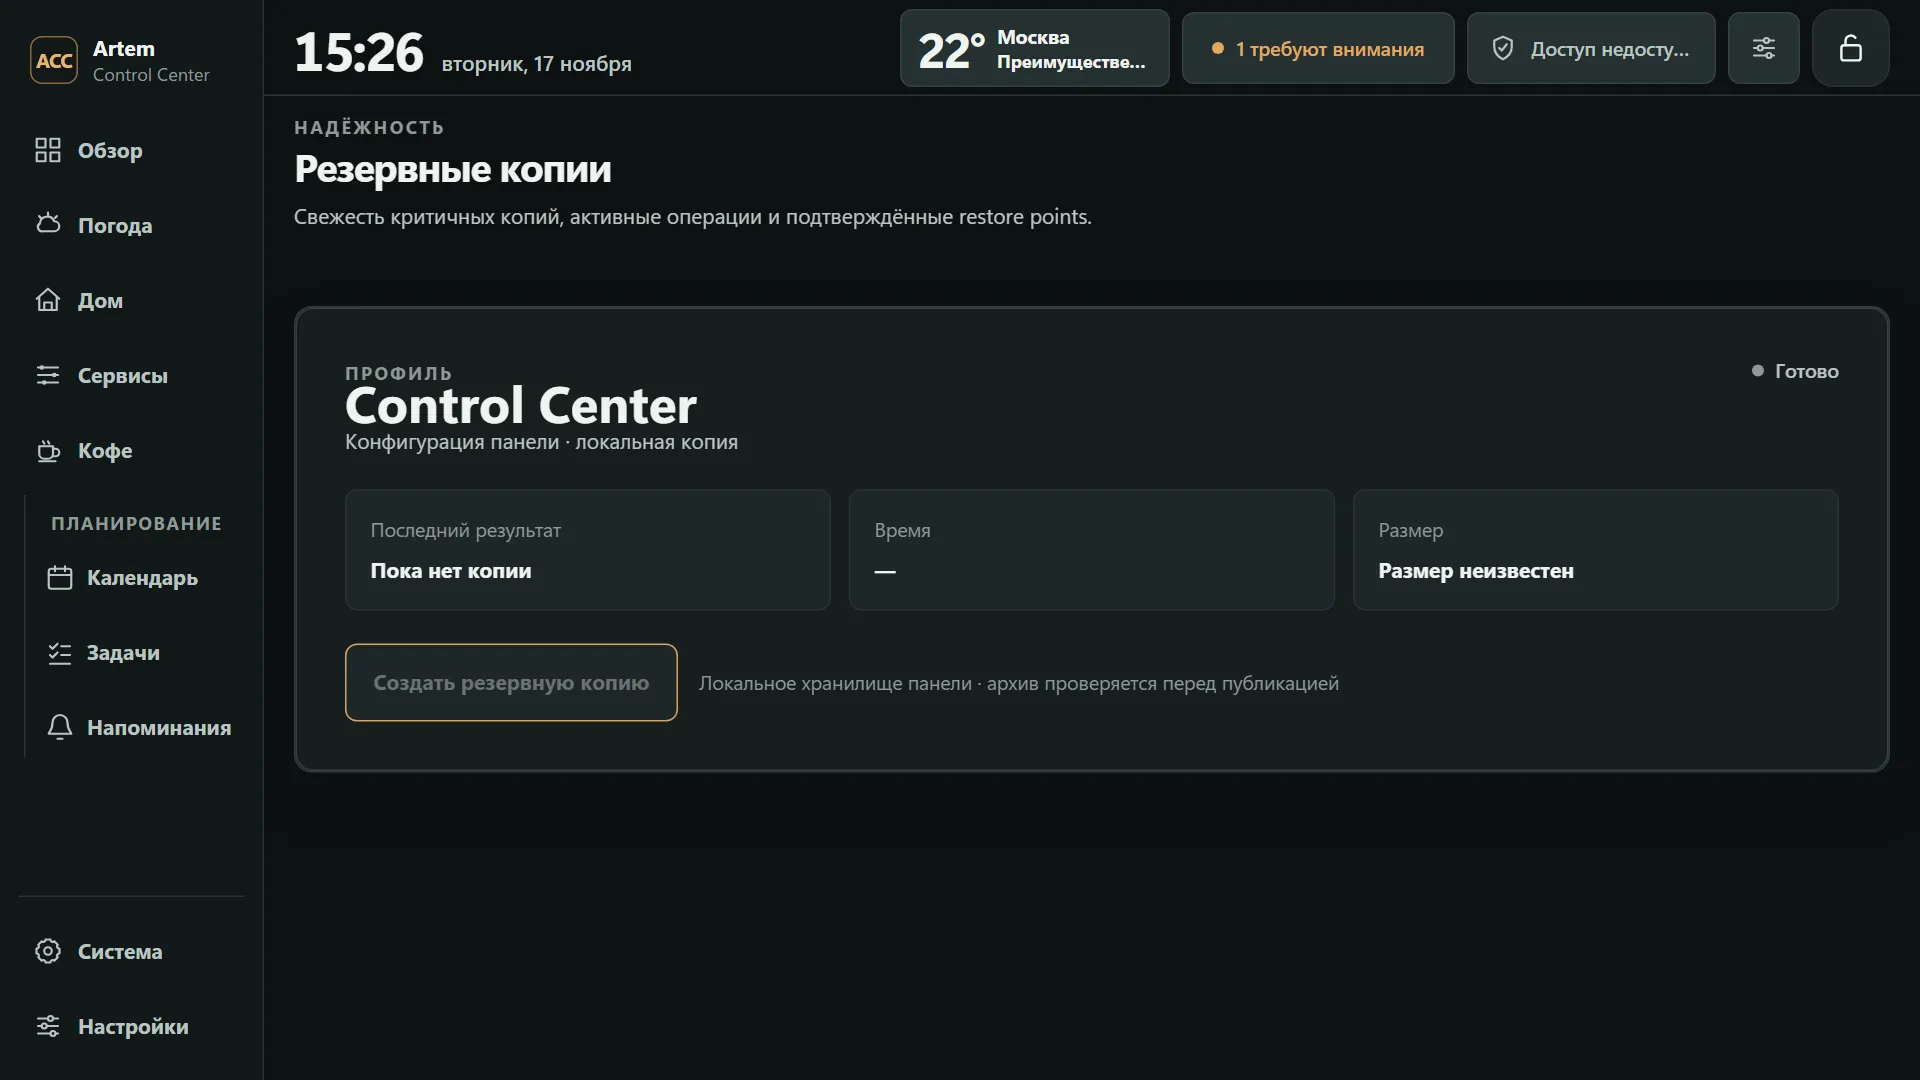 ACC
Artem
Control Center
Обзор
Погода
Дом
Сервисы
Кофе
ПЛАНИРОВАНИЕ
Календарь
Задачи
Напоминания
Система
Настройки
15:26 вторник, 17 ноября
22° Москва
Преимуществе...
1 требуют внимания
Доступ недосту...
НАДЁЖНОСТЬ
Резервные копии
Свежесть критичных копий, активные операции и подтверждённые restore points.
ПРОФИЛЬ
Control Center
Конфигурация панели · локальная копия
Готово
Последний результат
Пока нет копии
Время
—
Размер
Размер неизвестен
Создать резервную копию
Локальное хранилище панели · архив проверяется перед публикацией